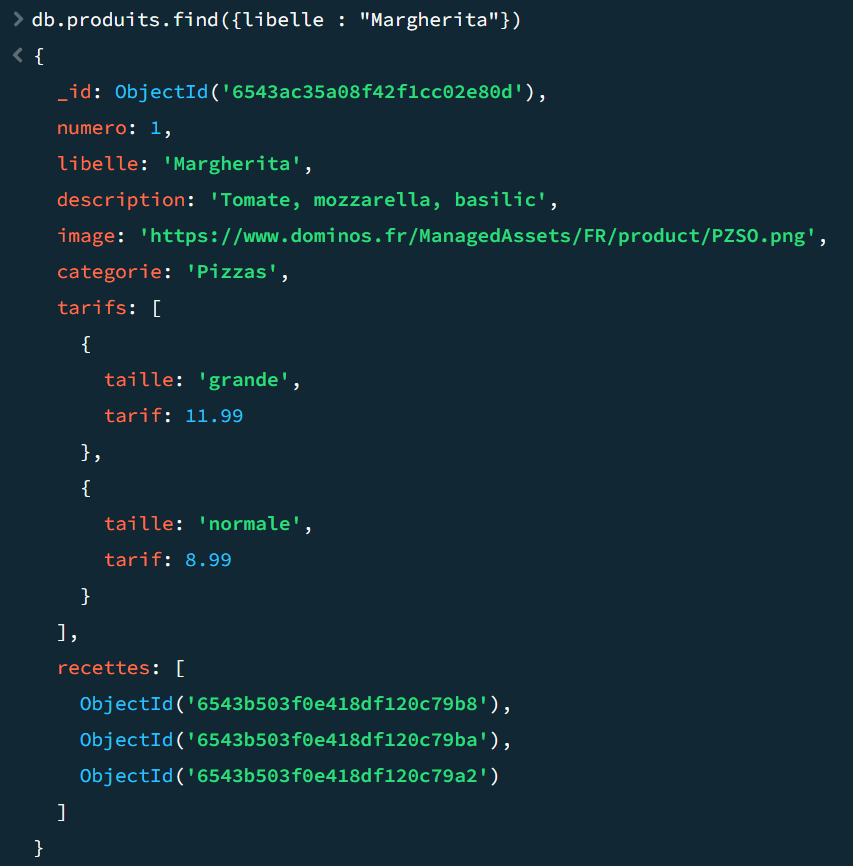 > db.produits.find({libelle : "Margherita"})
< {
_id: ObjectId('6543ac35a08f42f1cc02e80d'),
numero: 1,
libelle: 'Margherita',
description: 'Tomate, mozzarella, basilic',
image: 'https://www.dominos.fr/ManagedAssets/FR/product/PZSO.png',
categorie: 'Pizzas',
tarifs: [
{
taille: 'grande',
tarif: 11.99
},
{
taille: 'normale',
tarif: 8.99
}
],
recettes: [
ObjectId('6543b503f0e418df120c79b8'),
ObjectId('6543b503f0e418df120c79ba'),
ObjectId('6543b503f0e418df120c79a2')
]
}